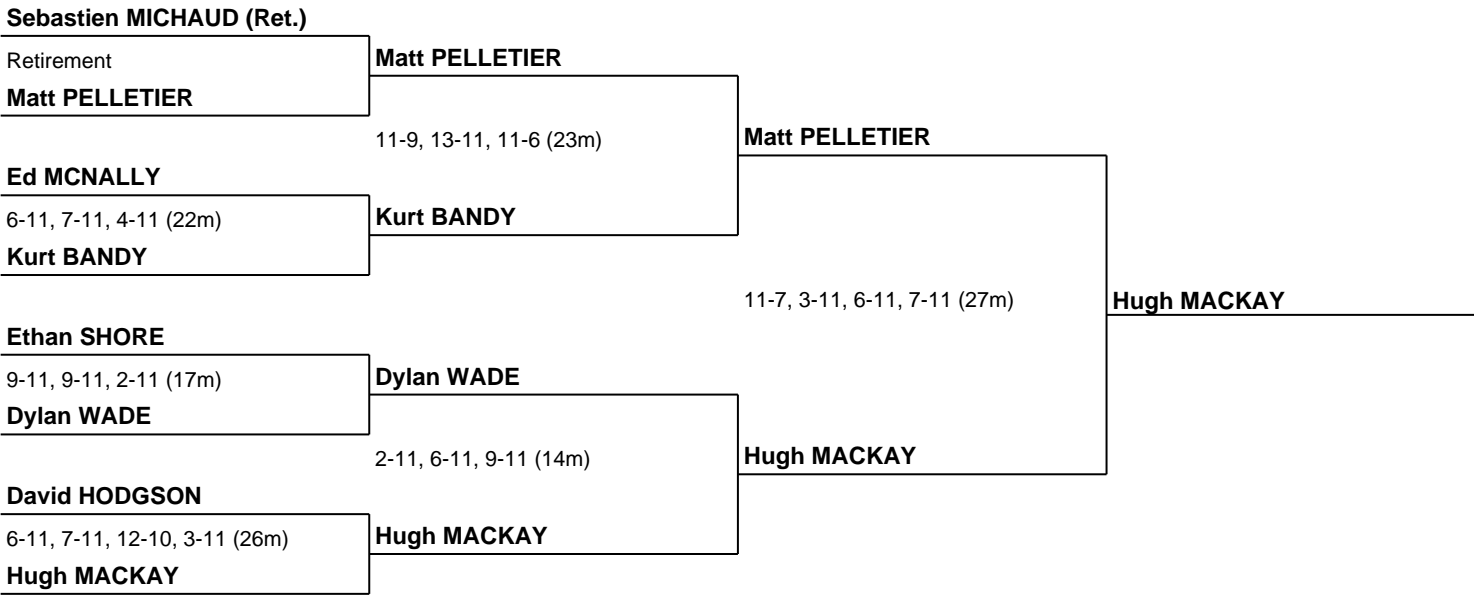 Sebastien MICHAUD (Ret.)
Retirement
Matt PELLETIER
Matt PELLETIER
11-9, 13-11, 11-6 (23m)
Matt PELLETIER
Ed MCNALLY
6-11, 7-11, 4-11 (22m)
Kurt BANDY
Kurt BANDY
11-7, 3-11, 6-11, 7-11 (27m)
Hugh MACKAY
Ethan SHORE
9-11, 9-11, 2-11 (17m)
Dylan WADE
Dylan WADE
2-11, 6-11, 9-11 (14m)
Hugh MACKAY
David HODGSON
6-11, 7-11, 12-10, 3-11 (26m)
Hugh MACKAY
Hugh MACKAY